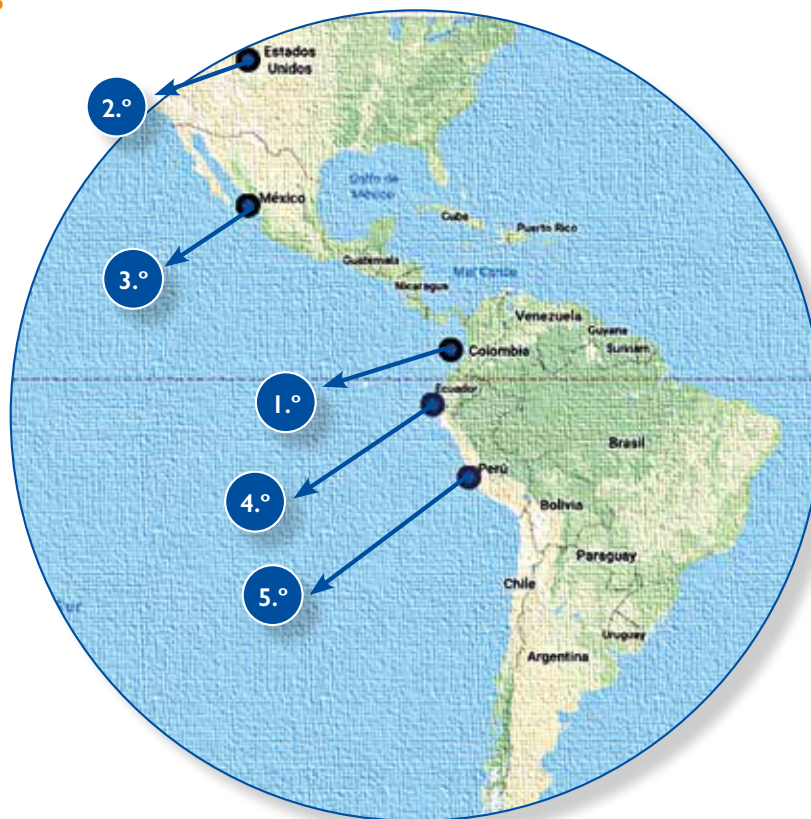 Estados
Unidos
2.º
México
Golfo de
México
Cuba
Puerto Rico
3.º
Guatemala
Mar Caribe
Nicaragua
Venezuela
Guyana
Surinam
Colombia
1.º
Ecuador
Brasil
Perú
4.º
Bolivia
Paraguay
5.º
Chile
Sur
Uruguay
Argentina